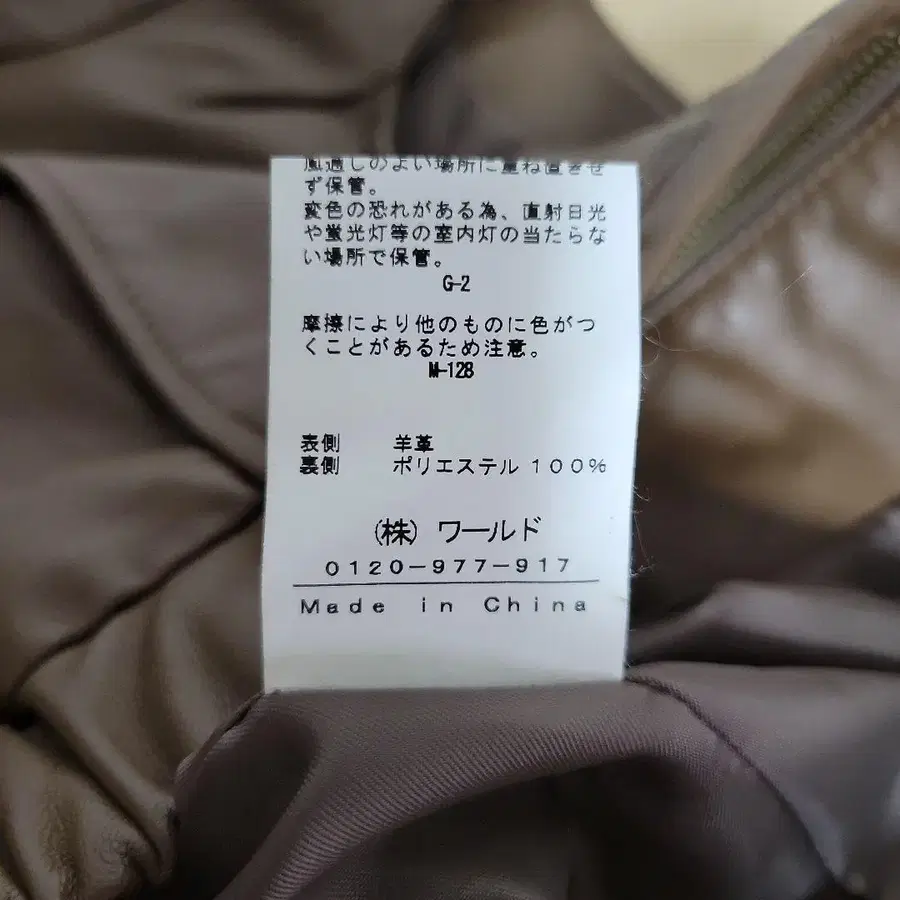 風通しのよい場所に重ね置きせ
ず保管。
変色の恐れがある為、直射日光
や蛍光灯等の室内灯の当たらな
い場所で保管。
G-2
摩擦により他のものに色がつ
くことがあるため注意。
M-128
表側 羊革
裏側 ポリエステル 100%
(株) ワールド
0120-977-917
Made in China